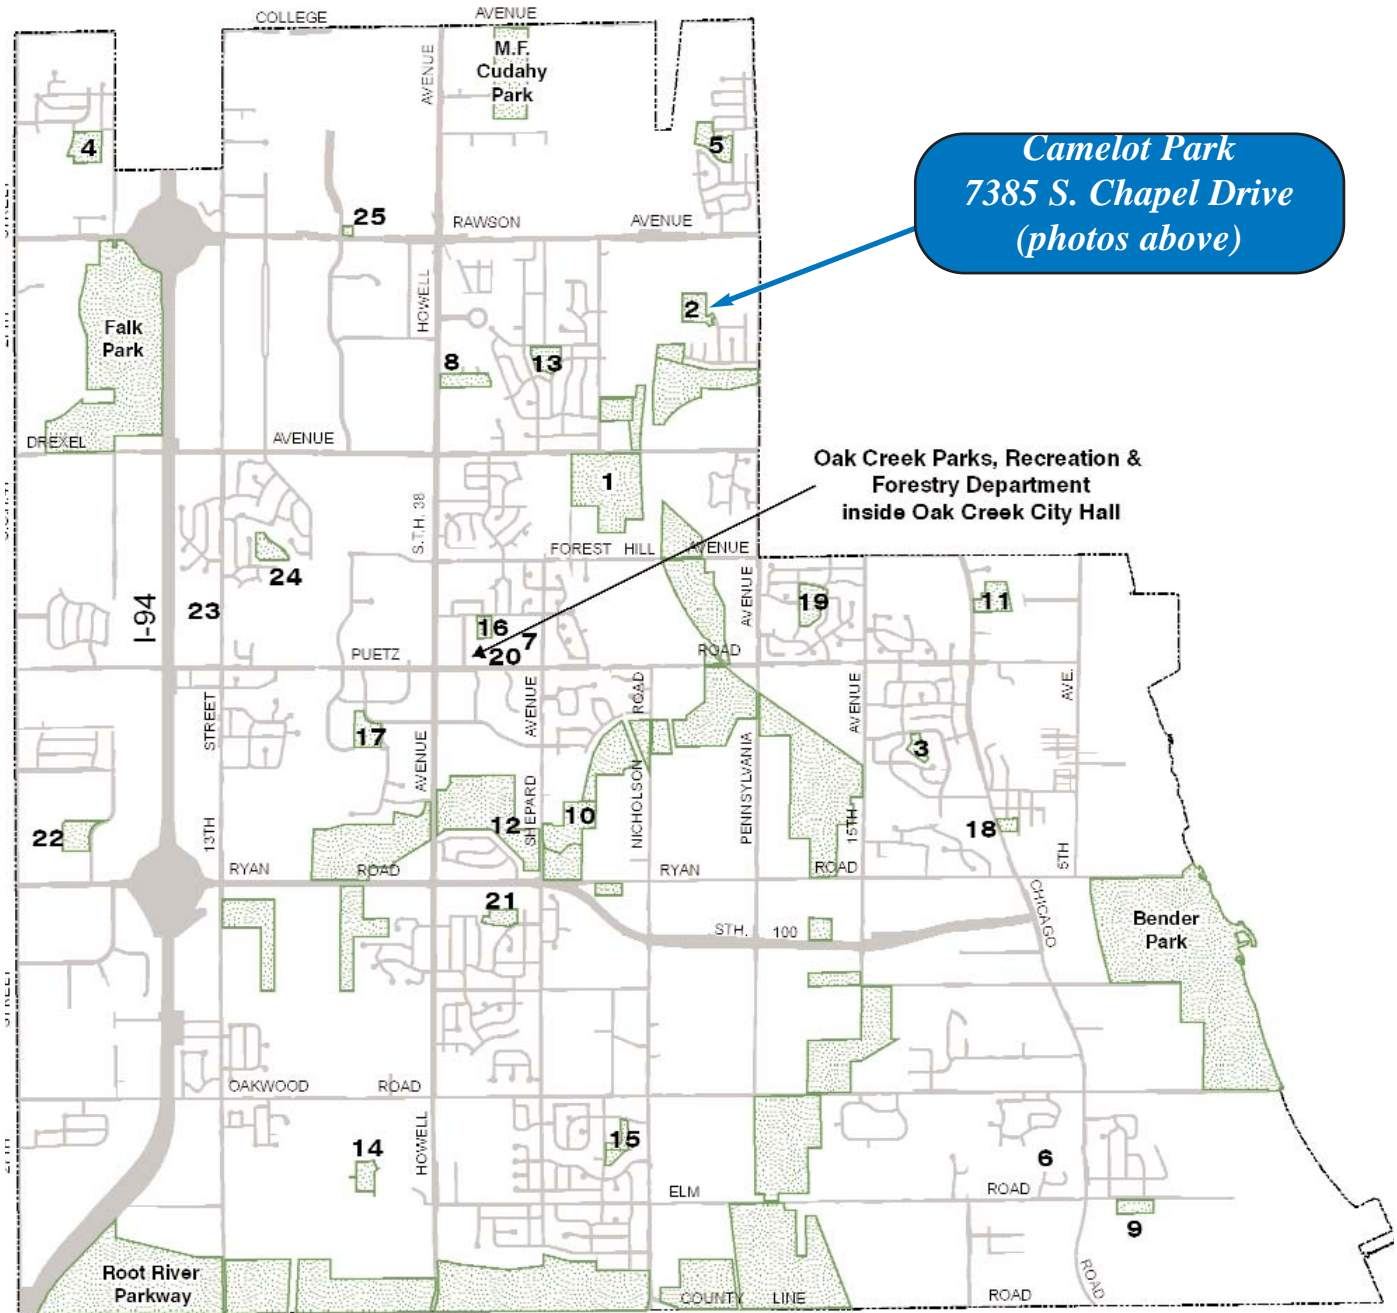 COLLEGE
AVENUE
M.F.
Cudahy
Park
AVENUE
4
5
Camelot Park
7385 S. Chapel Drive
(photos above)
STREET
25
RAWSON
AVENUE
HOWELL
2
27TH
Falk
Park
8
13
DREXEL
AVENUE
Oak Creek Parks, Recreation &
Forestry Department
inside Oak Creek City Hall
1
S.T.H. 38
FOREST HILL AVENUE
24
23
I-94
AVENUE
19
11
16
7
20
PUETZ
ROAD
STREET
AVENUE
ROAD
AVENUE
AVE.
17
AVENUE
3
PENNSYLVANIA
NICHOLSON
SHEPARD
22
13TH
12
10
15TH
18
5TH
RYAN
ROAD
RYAN
ROAD
CHICAGO
21
STH. 100
Bender
Park
STREET
OAKWOOD
ROAD
27TH
14
HOWELL
15
6
ELM
ROAD
9
Root River
Parkway
COUNTY LINE
ROAD
ROAD